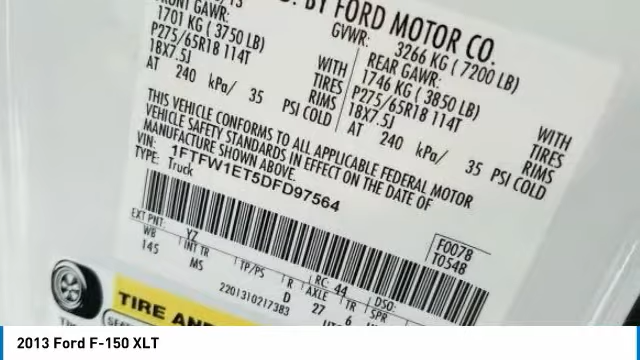 BY FORD MOTOR CO.
FRONT GAWR: GVWR: 3266 KG ( 7200 LB)
1701 KG ( 3750 LB) REAR GAWR:
P275/65R18 114T WITH 1746 KG ( 3850 LB)
18X7.5J TIRES P275/65R18 114T WITH
RIMS 18X7.5J TIRES
AT 240 kPa/ 35 PSI COLD RIMS
AT 240 kPa/ 35 PSI COLD
THIS VEHICLE CONFORMS TO ALL APPLICABLE FEDERAL MOTOR
VEHICLE SAFETY STANDARDS IN EFFECT ON THE DATE OF
MANUFACTURE SHOWN ABOVE.
VIN: 1FTFW1ET5DFD97564
TYPE: Truck
F0078
T0548
EXT PNT: YZ RC: 44 DSO:
WB INT TR TP/PS R AXLE TR SPR
145 MS D 27 6
2201310217383
TIRE AND
2013 Ford F-150 XLT